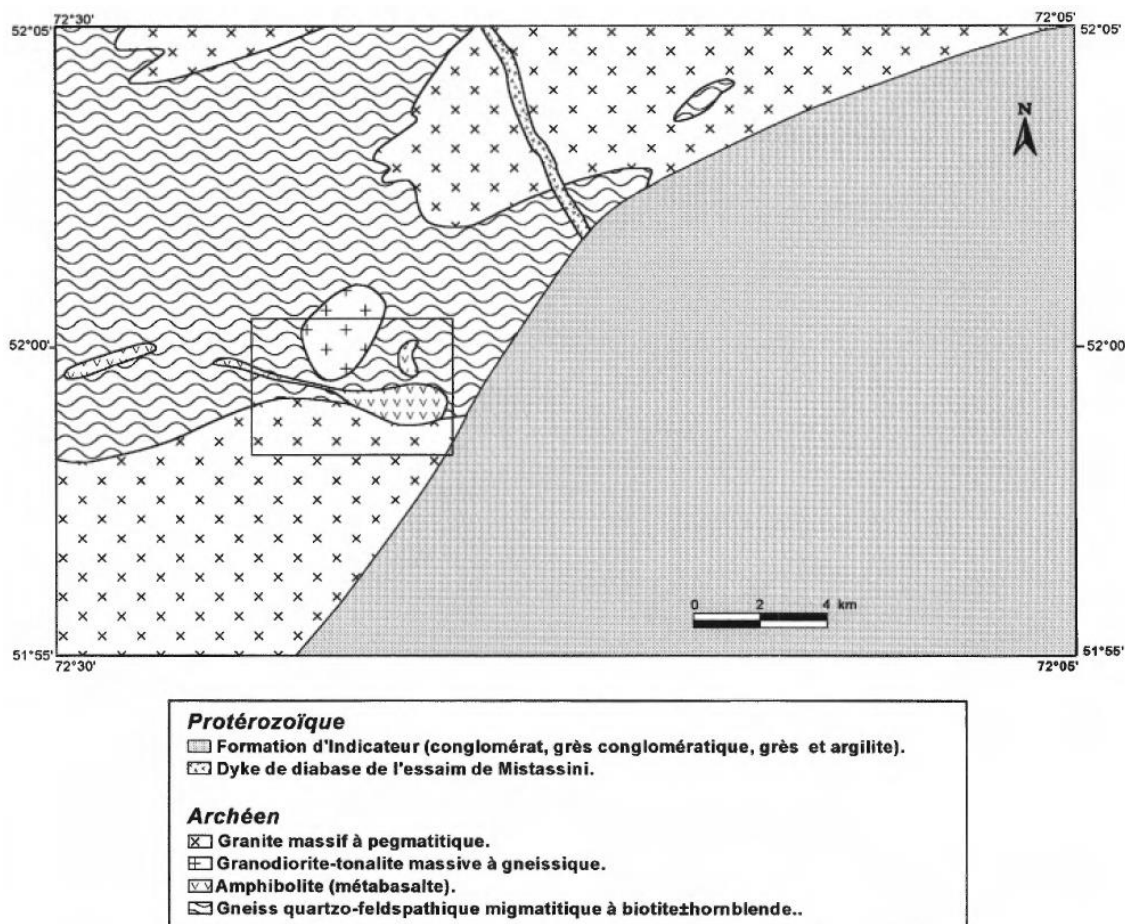 72°30'
72°05'
52°05'
52°05'
N
52°00'
52°00'
0 2 4 km
51°55'
51°55'
72°30'
72°05'
Protérozoïque
Formation d'Indicateur (conglomérat, grès conglomératique, grès et argilite).
Dyke de diabase de l'essaim de Mistassini.
Archéen
Granite massif à pegmatitique.
Granodiorite-tonalite massive à gneissique.
Amphibolite (métabasalte).
Gneiss quartzo-feldspathique migmatitique à biotite±hornblende..